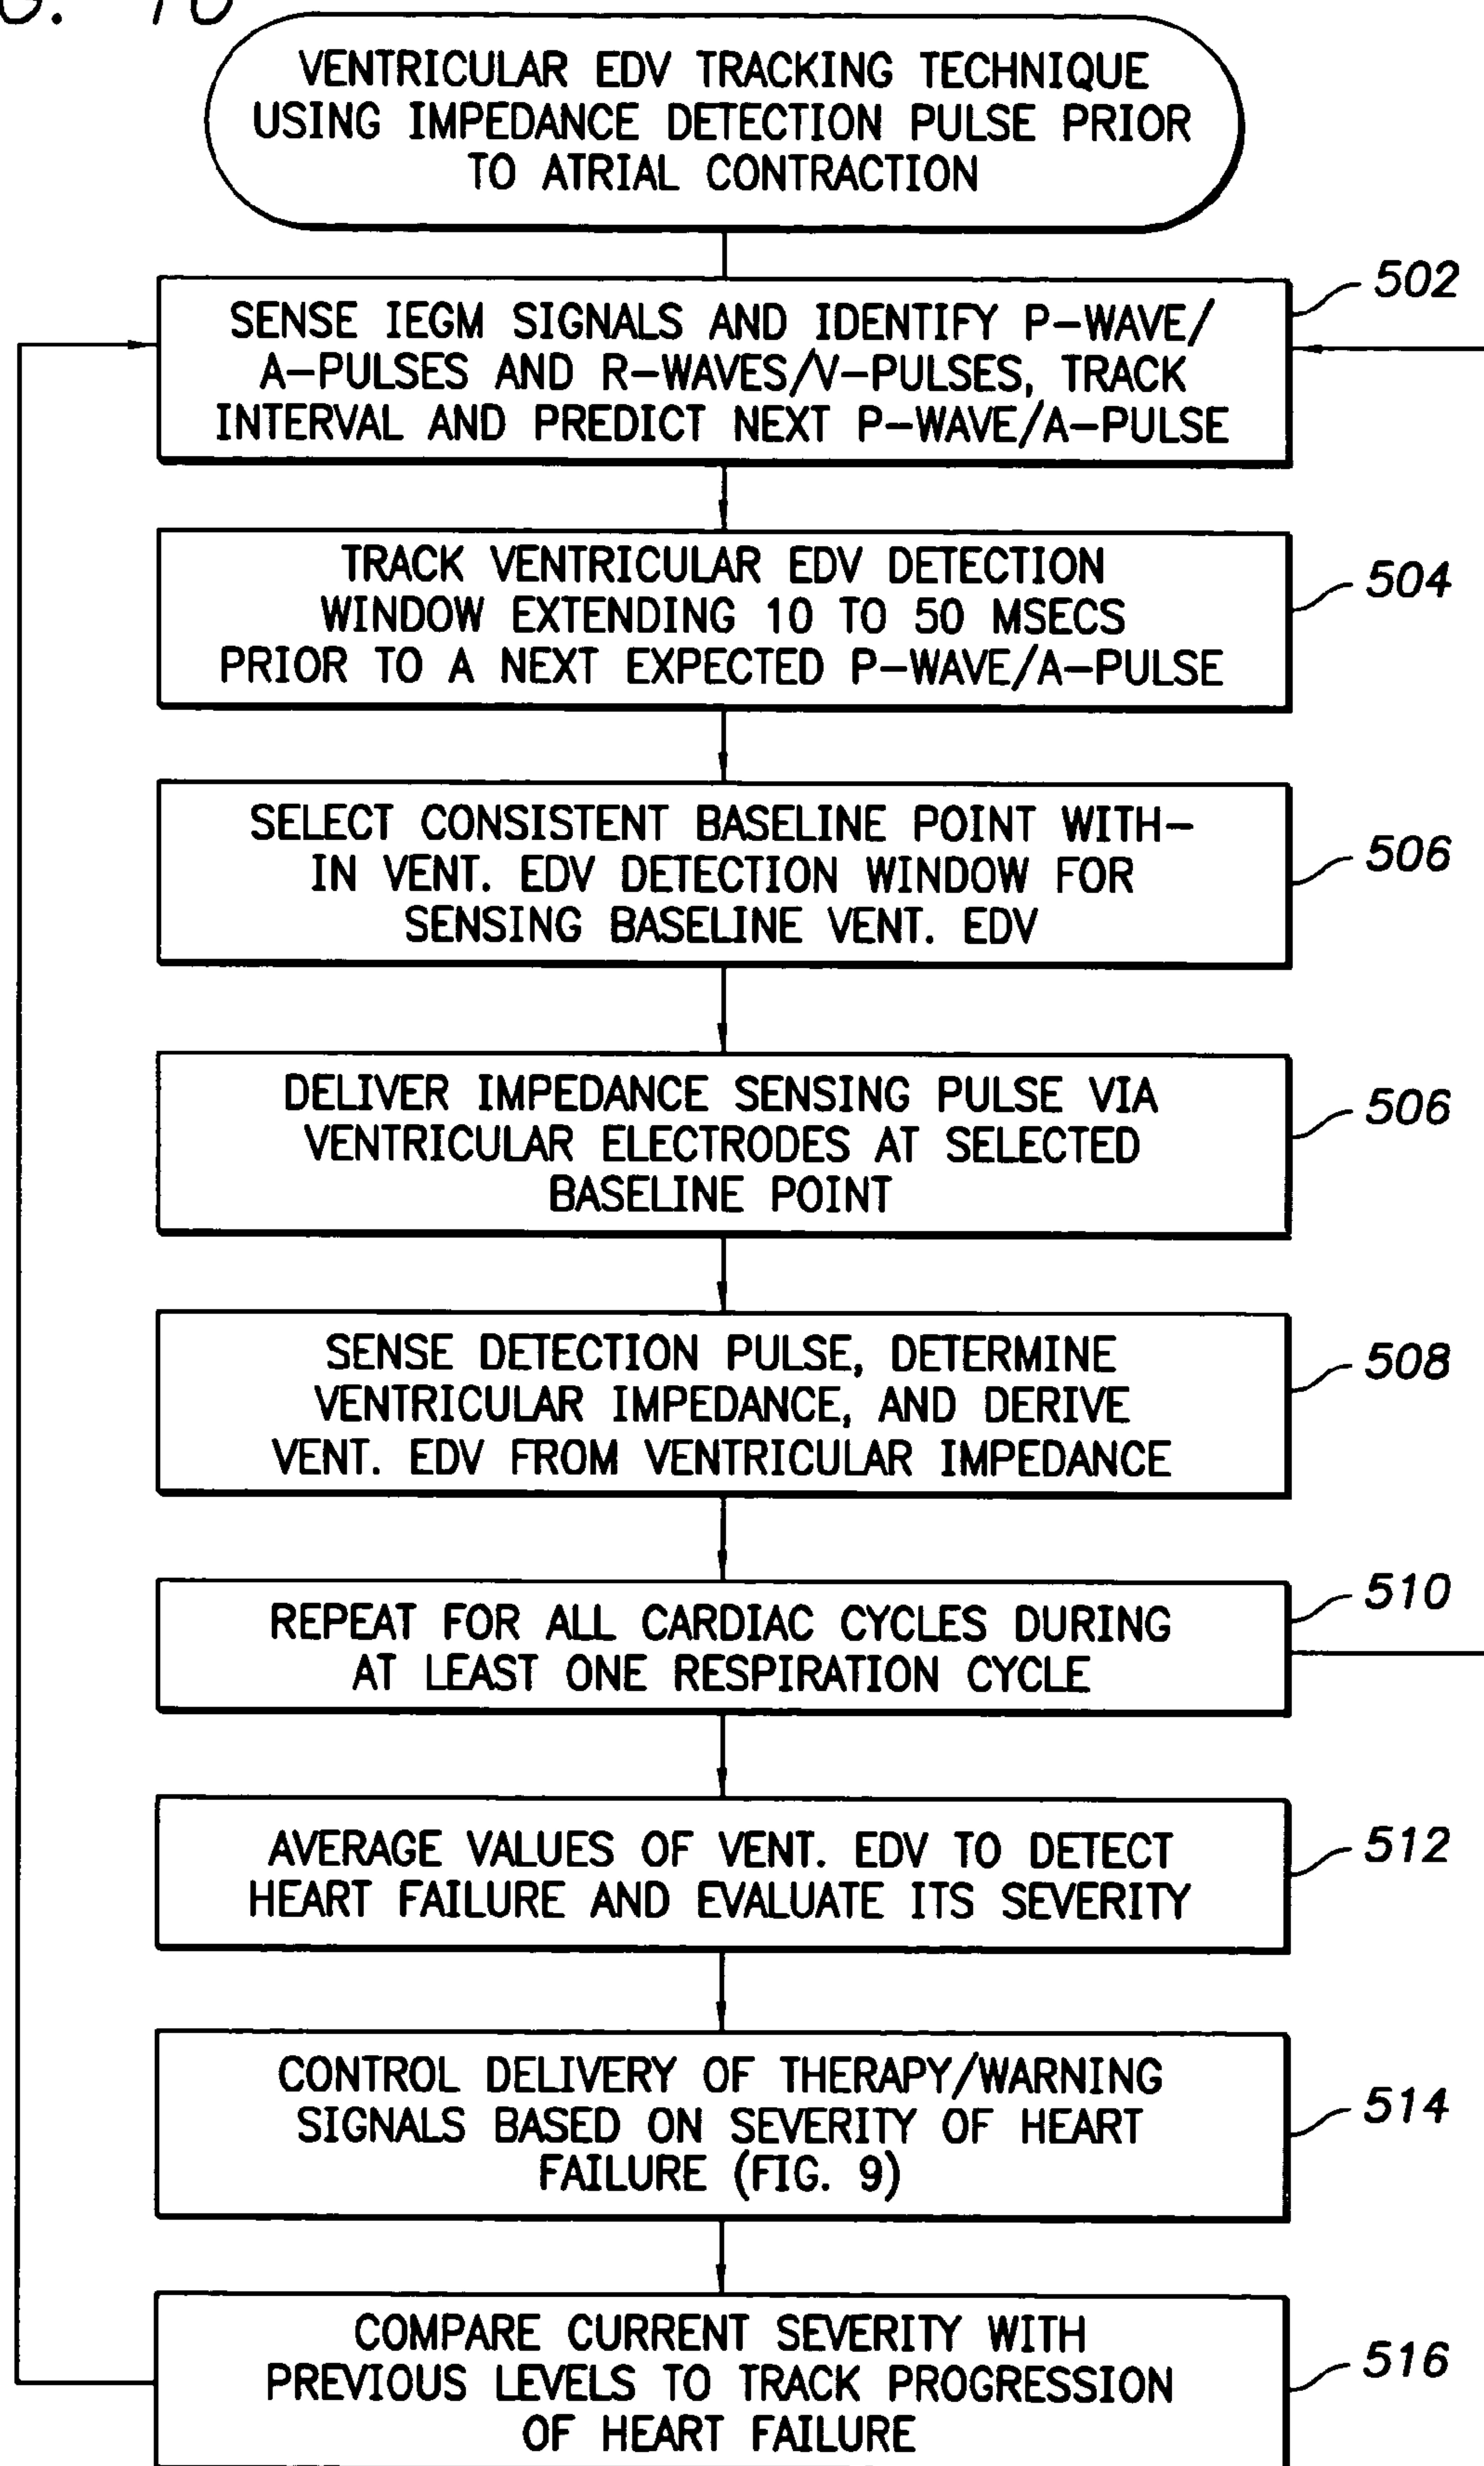 G. 10
VENTRICULAR EDV TRACKING TECHNIQUE
USING IMPEDANCE DETECTION PULSE PRIOR
TO ATRIAL CONTRACTION
SENSE IEGM SIGNALS AND IDENTIFY P-WAVE/
A-PULSES AND R-WAVES/V-PULSES, TRACK
INTERVAL AND PREDICT NEXT P-WAVE/A-PULSE
502
TRACK VENTRICULAR EDV DETECTION
WINDOW EXTENDING 10 TO 50 MSECS
PRIOR TO A NEXT EXPECTED P-WAVE/A-PULSE
504
SELECT CONSISTENT BASELINE POINT WITH-
IN VENT. EDV DETECTION WINDOW FOR
SENSING BASELINE VENT. EDV
506
DELIVER IMPEDANCE SENSING PULSE VIA
VENTRICULAR ELECTRODES AT SELECTED
BASELINE POINT
506
SENSE DETECTION PULSE, DETERMINE
VENTRICULAR IMPEDANCE, AND DERIVE
VENT. EDV FROM VENTRICULAR IMPEDANCE
508
REPEAT FOR ALL CARDIAC CYCLES DURING
AT LEAST ONE RESPIRATION CYCLE
510
AVERAGE VALUES OF VENT. EDV TO DETECT
HEART FAILURE AND EVALUATE ITS SEVERITY
512
CONTROL DELIVERY OF THERAPY/WARNING
SIGNALS BASED ON SEVERITY OF HEART
FAILURE (FIG. 9)
514
COMPARE CURRENT SEVERITY WITH
PREVIOUS LEVELS TO TRACK PROGRESSION
OF HEART FAILURE
516